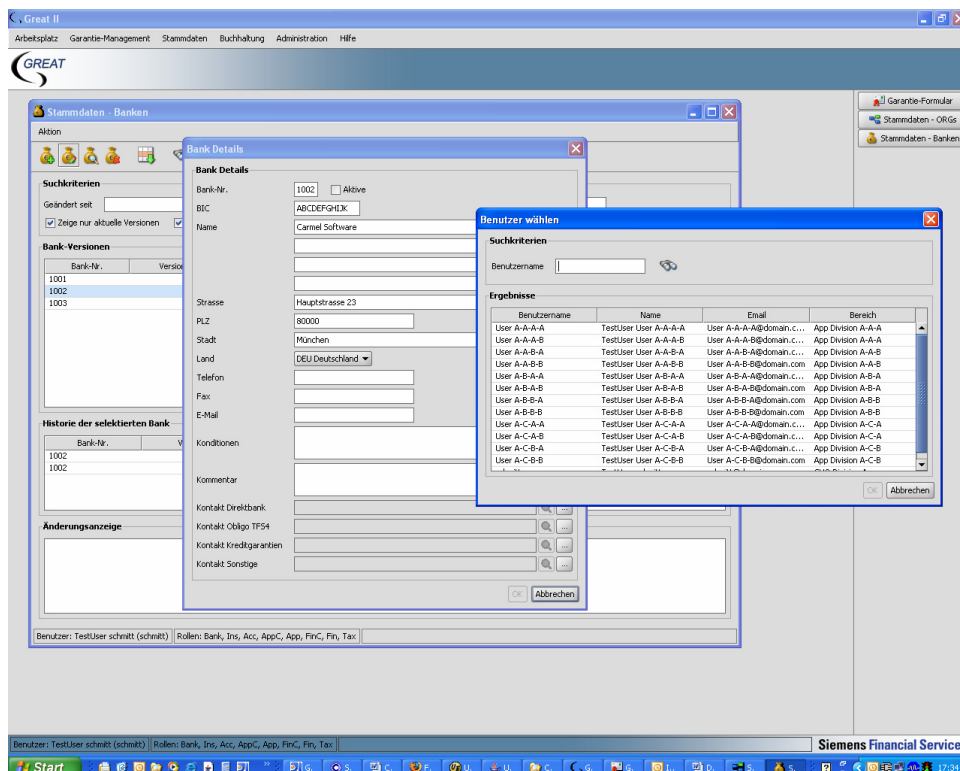 Great II
Arbeitsplatz Garantie-Management Stammdaten Buchhaltung Administration Hilfe
GREAT
Garantie-Formular
Stammdaten - ORGs
Stammdaten - Banken
Stammdaten - Banken
Aktion
Suchkriterien
Geändert seit
Zeige nur aktuelle Versionen
Bank-Versionen
Bank-Nr. Version
1001
1002
1003
Historie der selektierten Bank
Bank-Nr. V
1002
1002
Änderungsanzeige
Benutzer: TestUser schmitt (schmitt) Rollen: Bank, Ins, Acc, AppC, App, FinC, Fin, Tax
Bank Details
Bank Details
Bank-Nr. 1002 Aktive
BIC ABCDEFGHIJK
Name Carmel Software
Strasse Hauptstrasse 23
PLZ 80000
Stadt München
Land DEU Deutschland
Telefon
Fax
E-Mail
Konditionen
Kommentar
Kontakt Direktbank ...
Kontakt Obligo TFS4 ...
Kontakt Kreditgarantien ...
Kontakt Sonstige ...
OK Abbrechen
Benutzer wählen
Suchkriterien
Benutzername
Ergebnisse
Benutzername Name Email Bereich
User A-A-A-A TestUser User A-A-A-A User A-A-A-A@domain.c... App Division A-A-A
User A-A-A-B TestUser User A-A-A-B User A-A-A-B@domain.c... App Division A-A-A
User A-A-B-A TestUser User A-A-B-A User A-A-B-A@domain.c... App Division A-A-B
User A-A-B-B TestUser User A-A-B-B User A-A-B-B@domain.com App Division A-A-B
User A-B-A-A TestUser User A-B-A-A User A-B-A-A@domain.c... App Division A-B-A
User A-B-A-B TestUser User A-B-A-B User A-B-A-B@domain.c... App Division A-B-A
User A-B-B-A TestUser User A-B-B-A User A-B-B-A@domain.c... App Division A-B-B
User A-B-B-B TestUser User A-B-B-B User A-B-B-B@domain.com App Division A-B-B
User A-C-A-A TestUser User A-C-A-A User A-C-A-A@domain.c... App Division A-C-A
User A-C-A-B TestUser User A-C-A-B User A-C-A-B@domain.c... App Division A-C-A
User A-C-B-A TestUser User A-C-B-A User A-C-B-A@domain.c... App Division A-C-B
User A-C-B-B TestUser User A-C-B-B User A-C-B-B@domain.com App Division A-C-B
OK Abbrechen
Benutzer: TestUser schmitt (schmitt) Rollen: Bank, Ins, Acc, AppC, App, FinC, Fin, Tax
Siemens Financial Service
Start G. S. C. F. U. U. C. G. G. I. D. S. S. 17:34